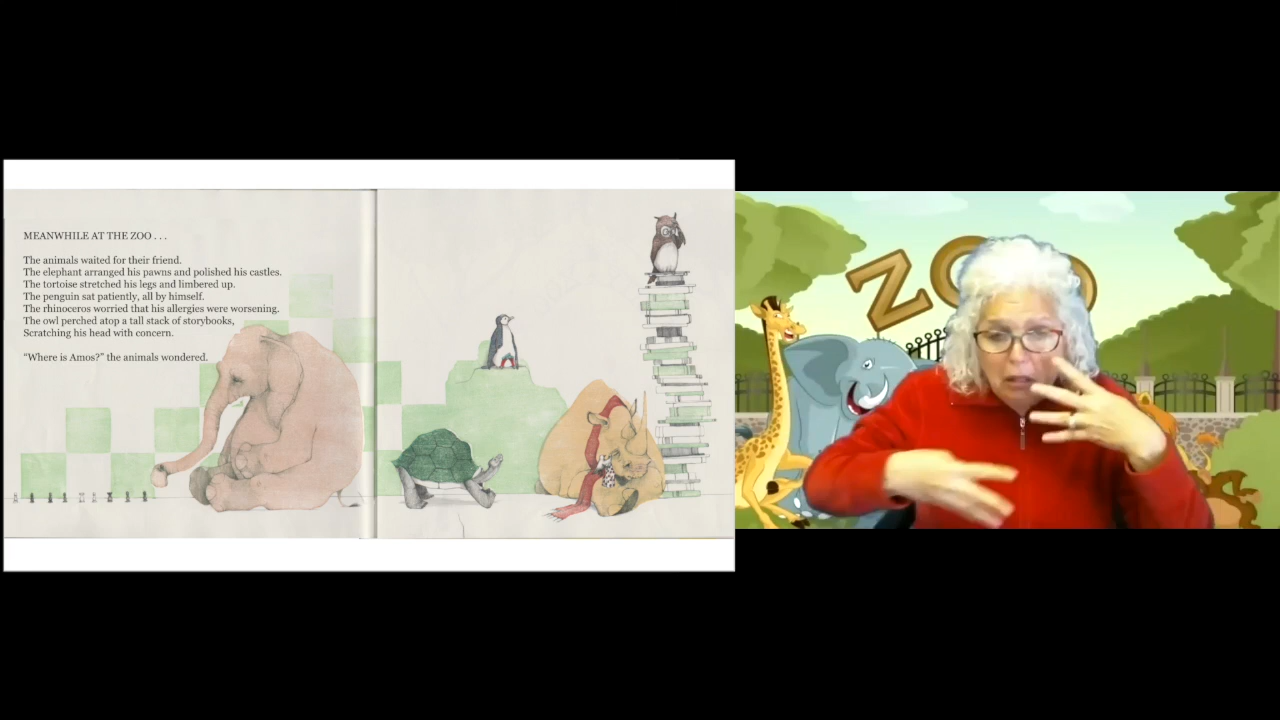 MEANWHILE AT THE ZOO . . .
The animals waited for their friend.
The elephant arranged his pawns and polished his castles.
The tortoise stretched his legs and limbered up.
The penguin sat patiently, all by himself.
The rhinoceros worried that his allergies were worsening.
The owl perched atop a tall stack of storybooks,
Scratching his head with concern.
“Where is Amos?” the animals wondered.
ZOO